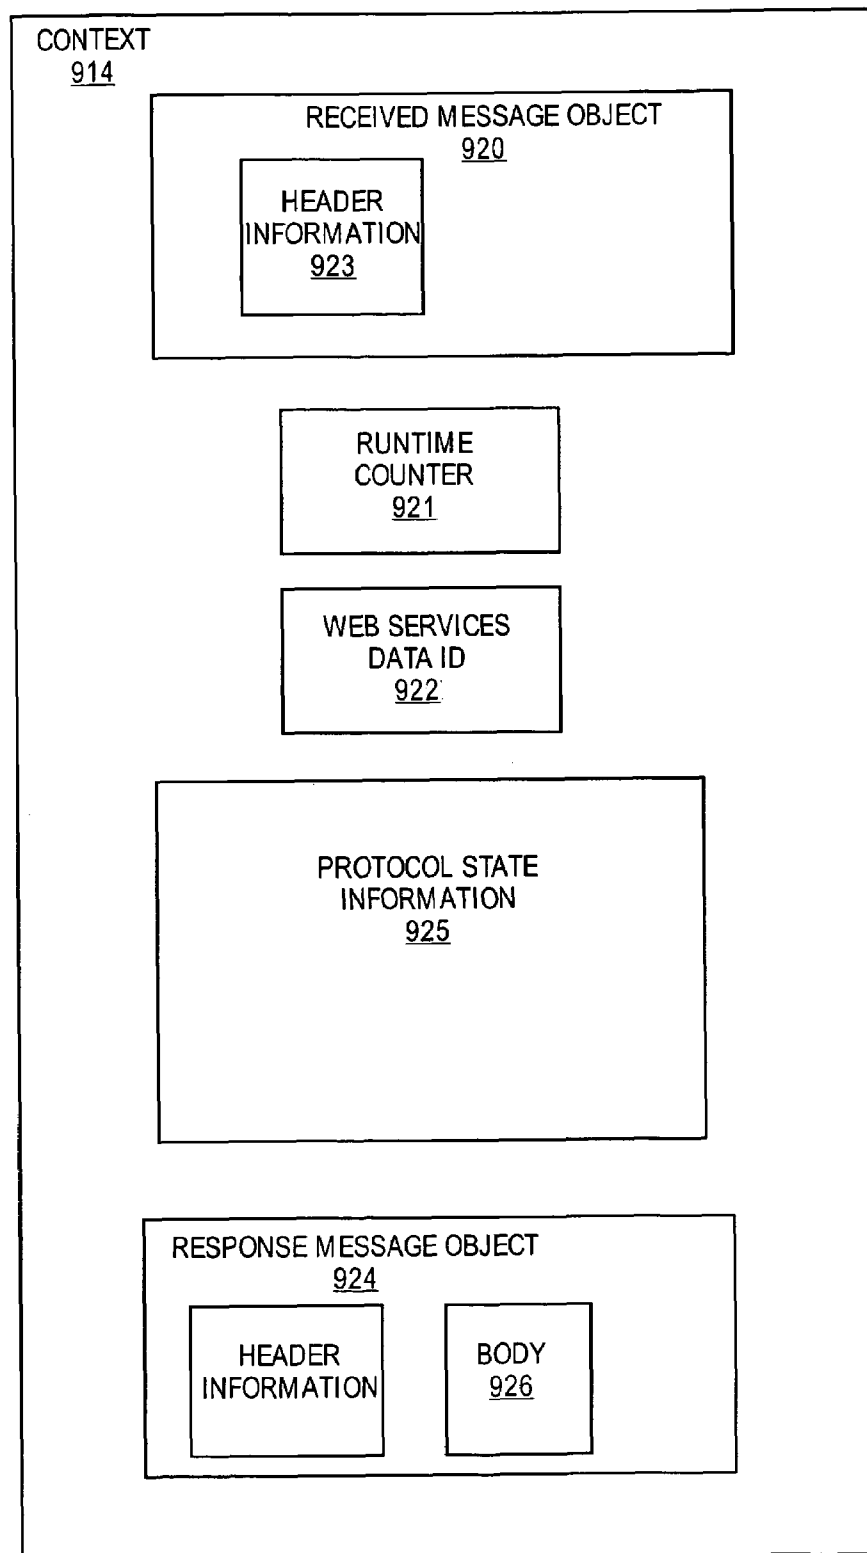 CONTEXT
914
RECEIVED MESSAGE OBJECT
920
HEADER
INFORMATION
923
RUNTIME
COUNTER
921
WEB SERVICES
DATA ID
922
PROTOCOL STATE
INFORMATION
925
RESPONSE MESSAGE OBJECT
924
HEADER
INFORMATION
BODY
926